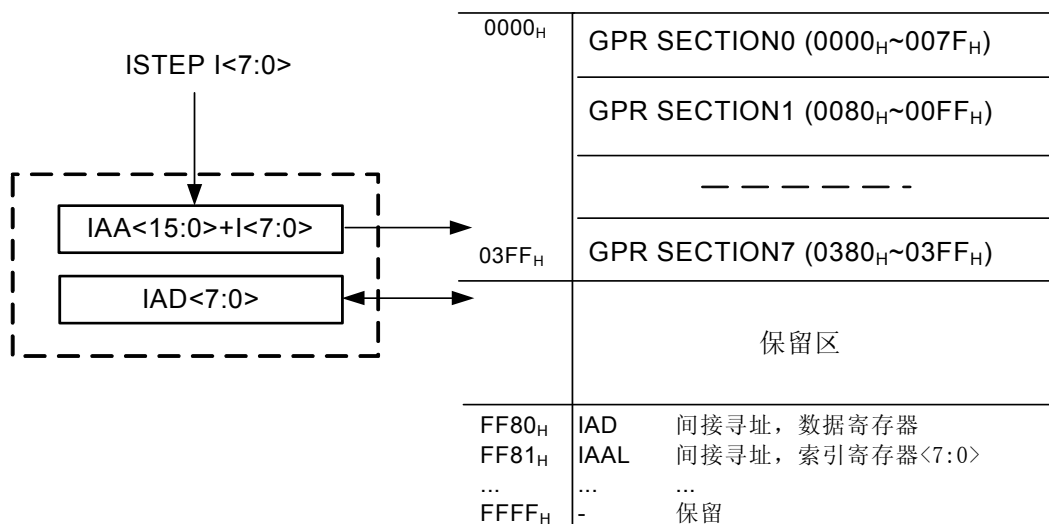 ISTEP I<7:0>
IAA<15:0>+I<7:0>
IAD<7:0>
0000H
GPR SECTION0 (0000H~007FH)
GPR SECTION1 (0080H~00FFH)
03FFH
GPR SECTION7 (0380H~03FFH)
保留区
FF80H IAD 间接寻址，数据寄存器
FF81H IAAL 间接寻址，索引寄存器<7:0>
... ... ...
FFFFH - 保留